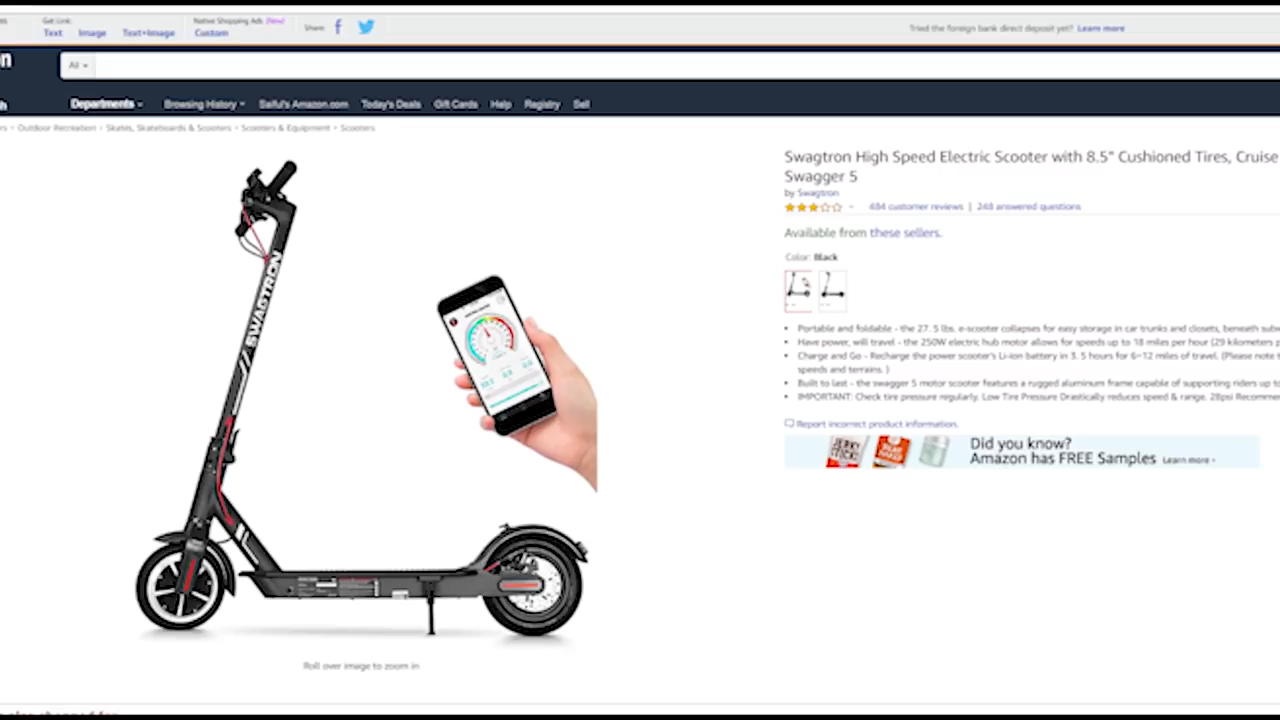 Get Link:
Text Image Text+Image
Native Shopping Ads (New)
Custom
Share:
Tried the foreign bank direct deposit yet? Learn more
All
Departments Browsing History Saiful's Amazon.com Today's Deals Gift Cards Help Registry Sell
Outdoor Recreation › Skates, Skateboards & Scooters › Scooters & Equipment › Scooters
Swagtron High Speed Electric Scooter with 8.5" Cushioned Tires, Cruise
Swagger 5
by Swagtron
484 customer reviews | 248 answered questions
Available from these sellers.
Color: Black
Portable and foldable - the 27. 5 lbs. e-scooter collapses for easy storage in car trunks and closets, beneath
Have power, will travel - the 250W electric hub motor allows for speeds up to 18 miles per hour (29 kilometers
Charge and Go - Recharge the power scooter's Li-ion battery in 3. 5 hours for 6–12 miles of travel. (Please note
speeds and terrains. )
Built to last - the swagger 5 motor scooter features a rugged aluminum frame capable of supporting riders up to
IMPORTANT: Check tire pressure regularly. Low Tire Pressure Drastically reduces speed & range. 28psi
Report incorrect product information.
Did you know?
Amazon has FREE Samples Learn more
SWAGTRON
Roll over image to zoom in